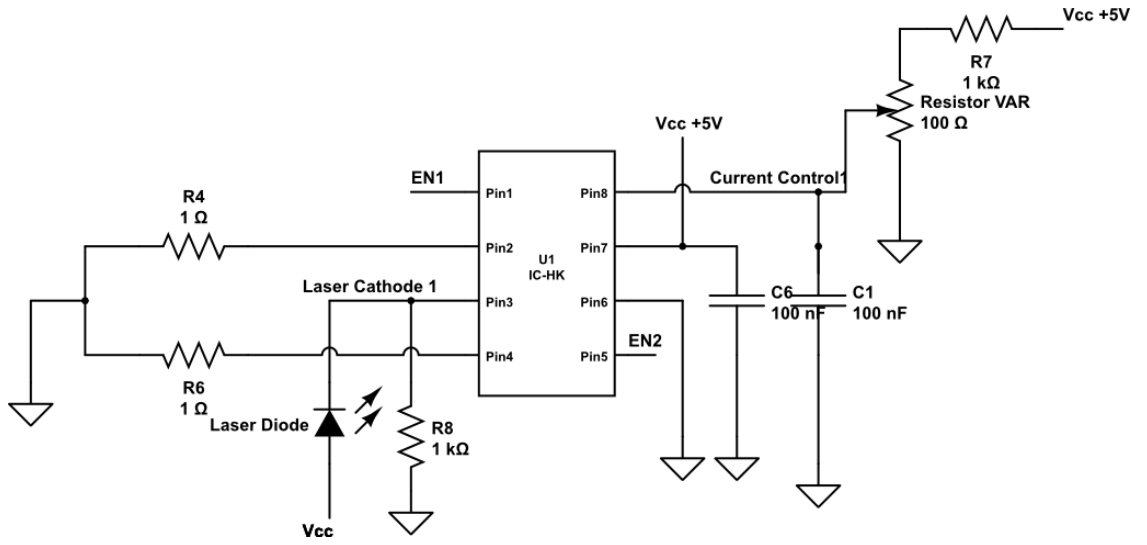 Vcc +5V
R7
1 kΩ
Resistor VAR
100 Ω
Vcc +5V
EN1
Pin1
Pin8
Current Control1
R4
1 Ω
Pin2
Pin7
U1
IC-HK
Laser Cathode 1
Pin3
Pin6
C6
100 nF
C1
100 nF
EN2
Pin4
Pin5
R6
1 Ω
Laser Diode
R8
1 kΩ
Vcc